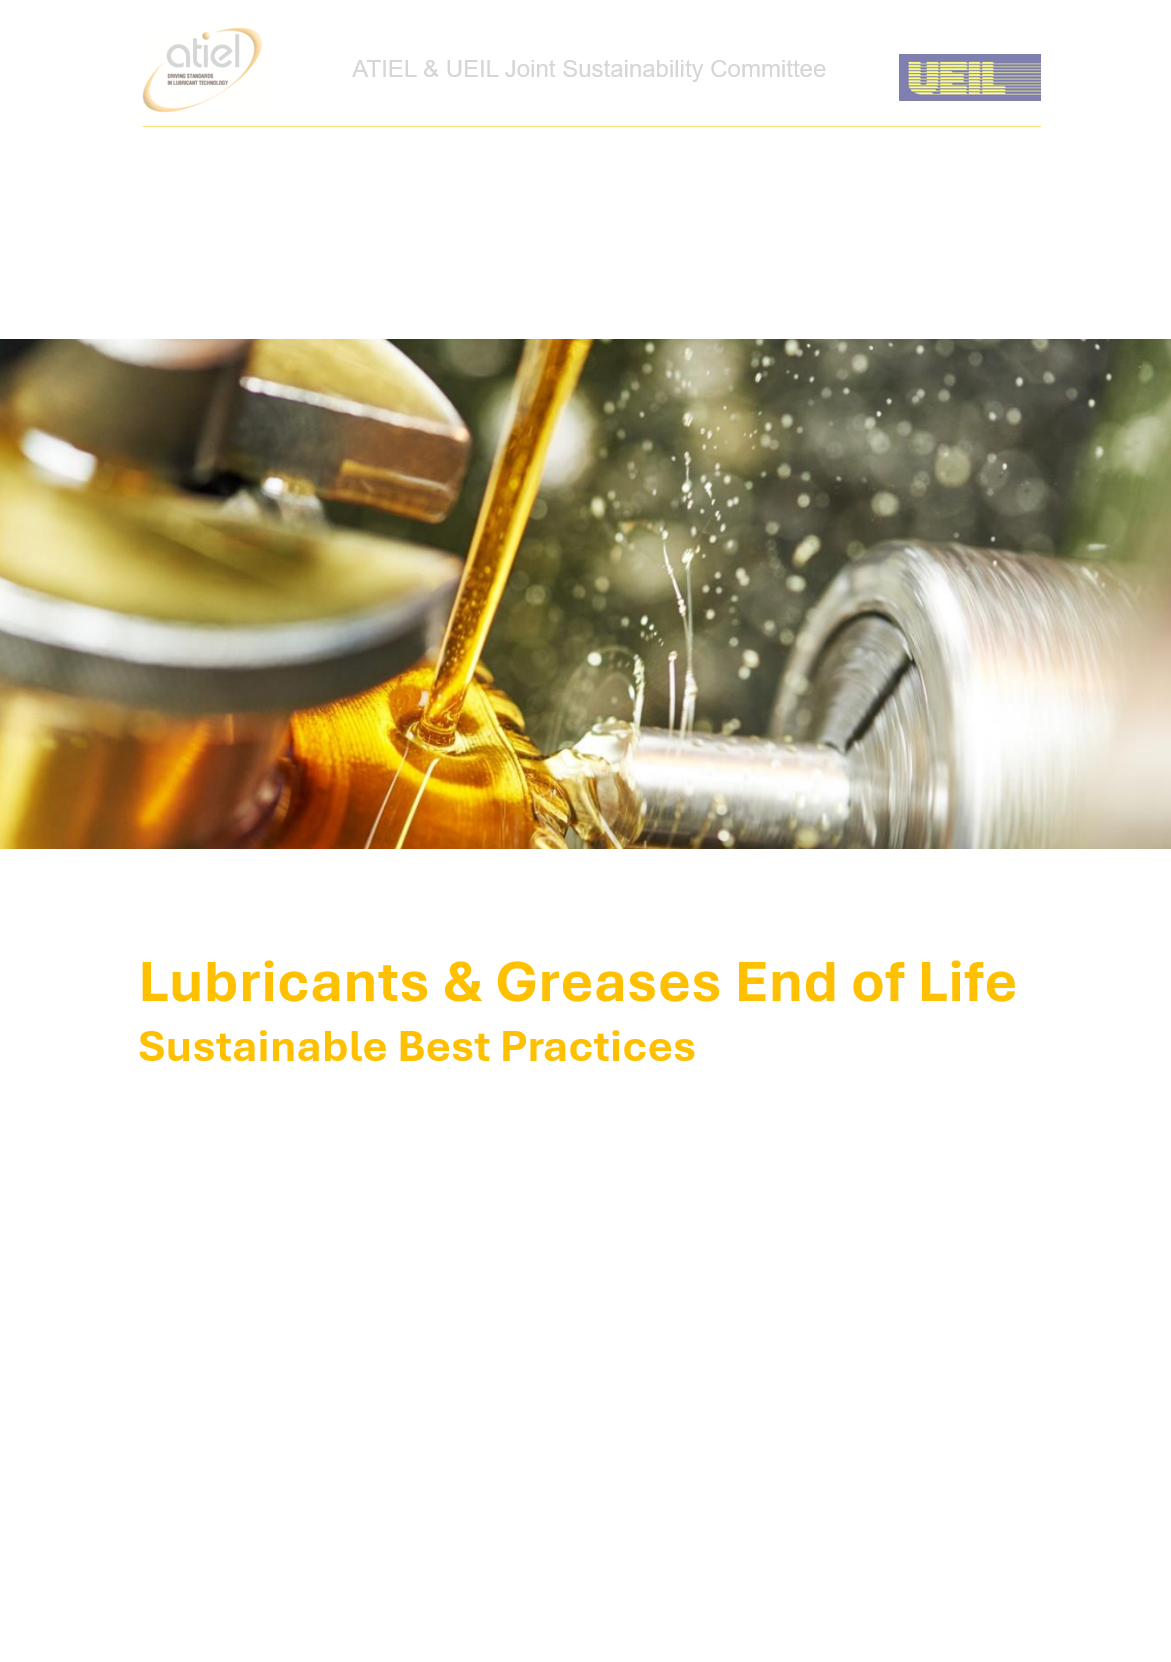 atiel
DRIVING STANDARDS
IN LUBRICANT TECHNOLOGY
ATIEL & UEIL Joint Sustainability Committee
UEIL
Lubricants & Greases End of Life
Sustainable Best Practices